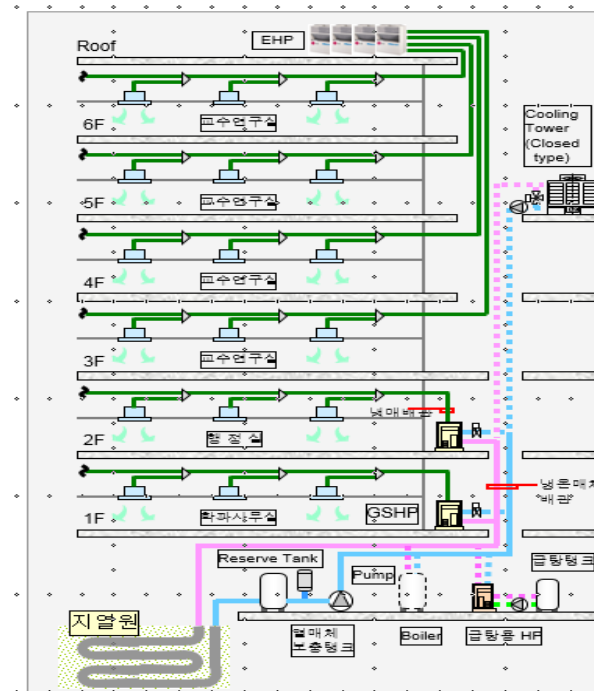 Roof
EHP
6F
교수연구실
Cooling
Tower
(Closed
type)
5F
교수연구실
4F
교수연구실
3F
교수연구실
냉매배관
2F
행정실
냉온매체
배관
1F
학과사무실
GSHP
Reserve Tank
Pump
급탕탱크
지열원
열매체
보충탱크
Boiler
급탕용 HP